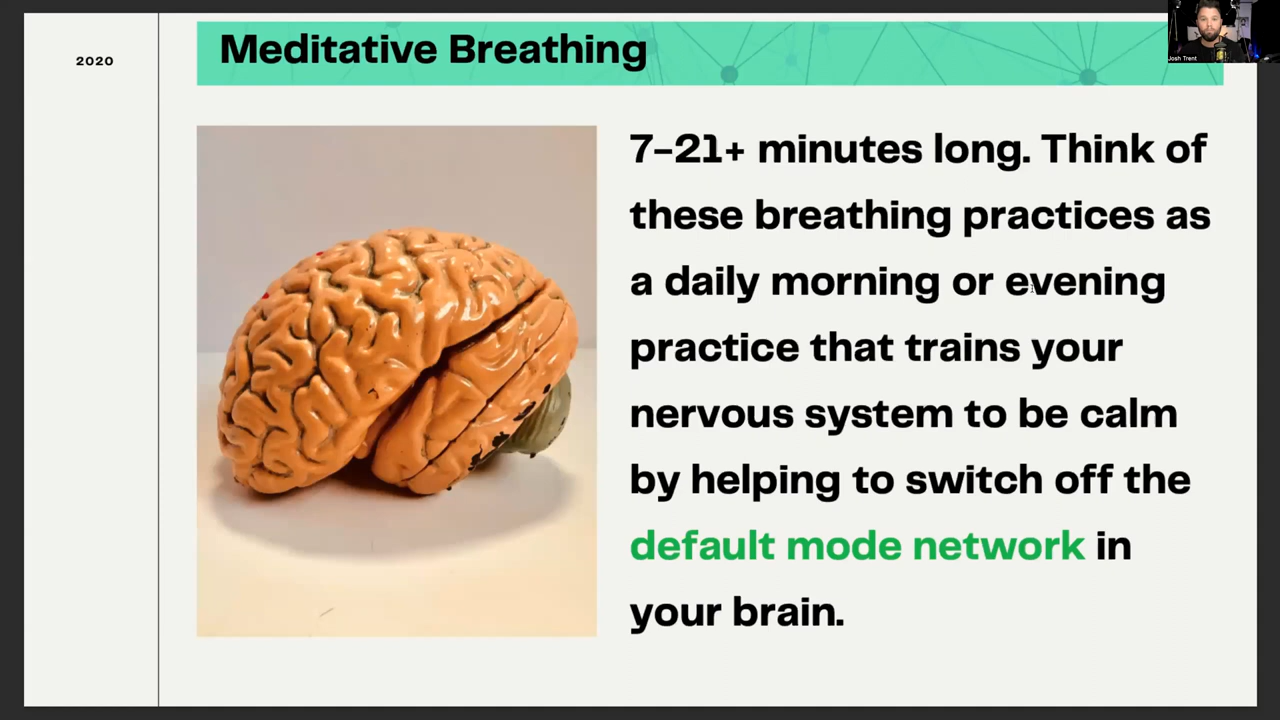 2020
Meditative Breathing
Josh Trent
7–21+ minutes long. Think of
these breathing practices as
a daily morning or evening
practice that trains your
nervous system to be calm
by helping to switch off the
default mode network in
your brain.